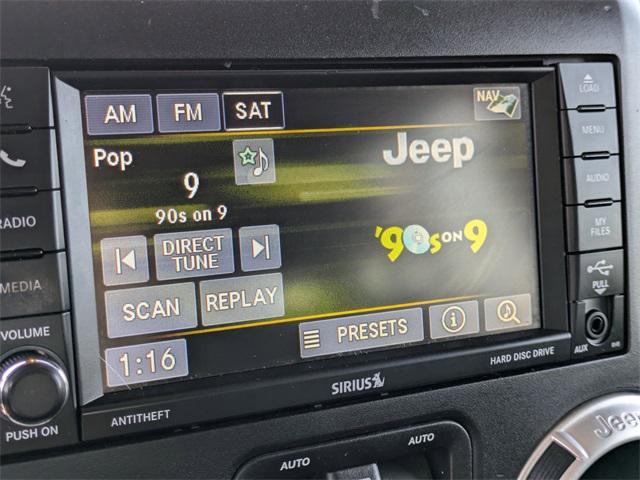 AM FM SAT NAV
Pop
Jeep
9
90s on 9
'90s ON 9
DIRECT
TUNE
SCAN
REPLAY
PRESETS
1:16
LOAD
MENU
AUDIO
MY
FILES
PULL
AUX
RADIO
MEDIA
VOLUME
PUSH ON
ANTITHEFT
SIRIUS
HARD DISC DRIVE
AUTO
AUTO
Jeep